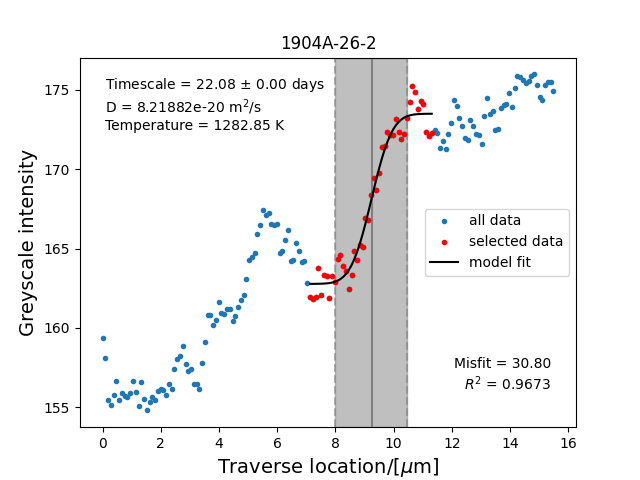 1904A-26-2
Timescale = 22.08 ± 0.00 days
D = 8.21882e-20 m²/s
Temperature = 1282.85 K
Greyscale intensity
175
170
165
160
155
all data
selected data
model fit
Misfit = 30.80
R² = 0.9673
0 2 4 6 8 10 12 14 16
Traverse location/[μm]